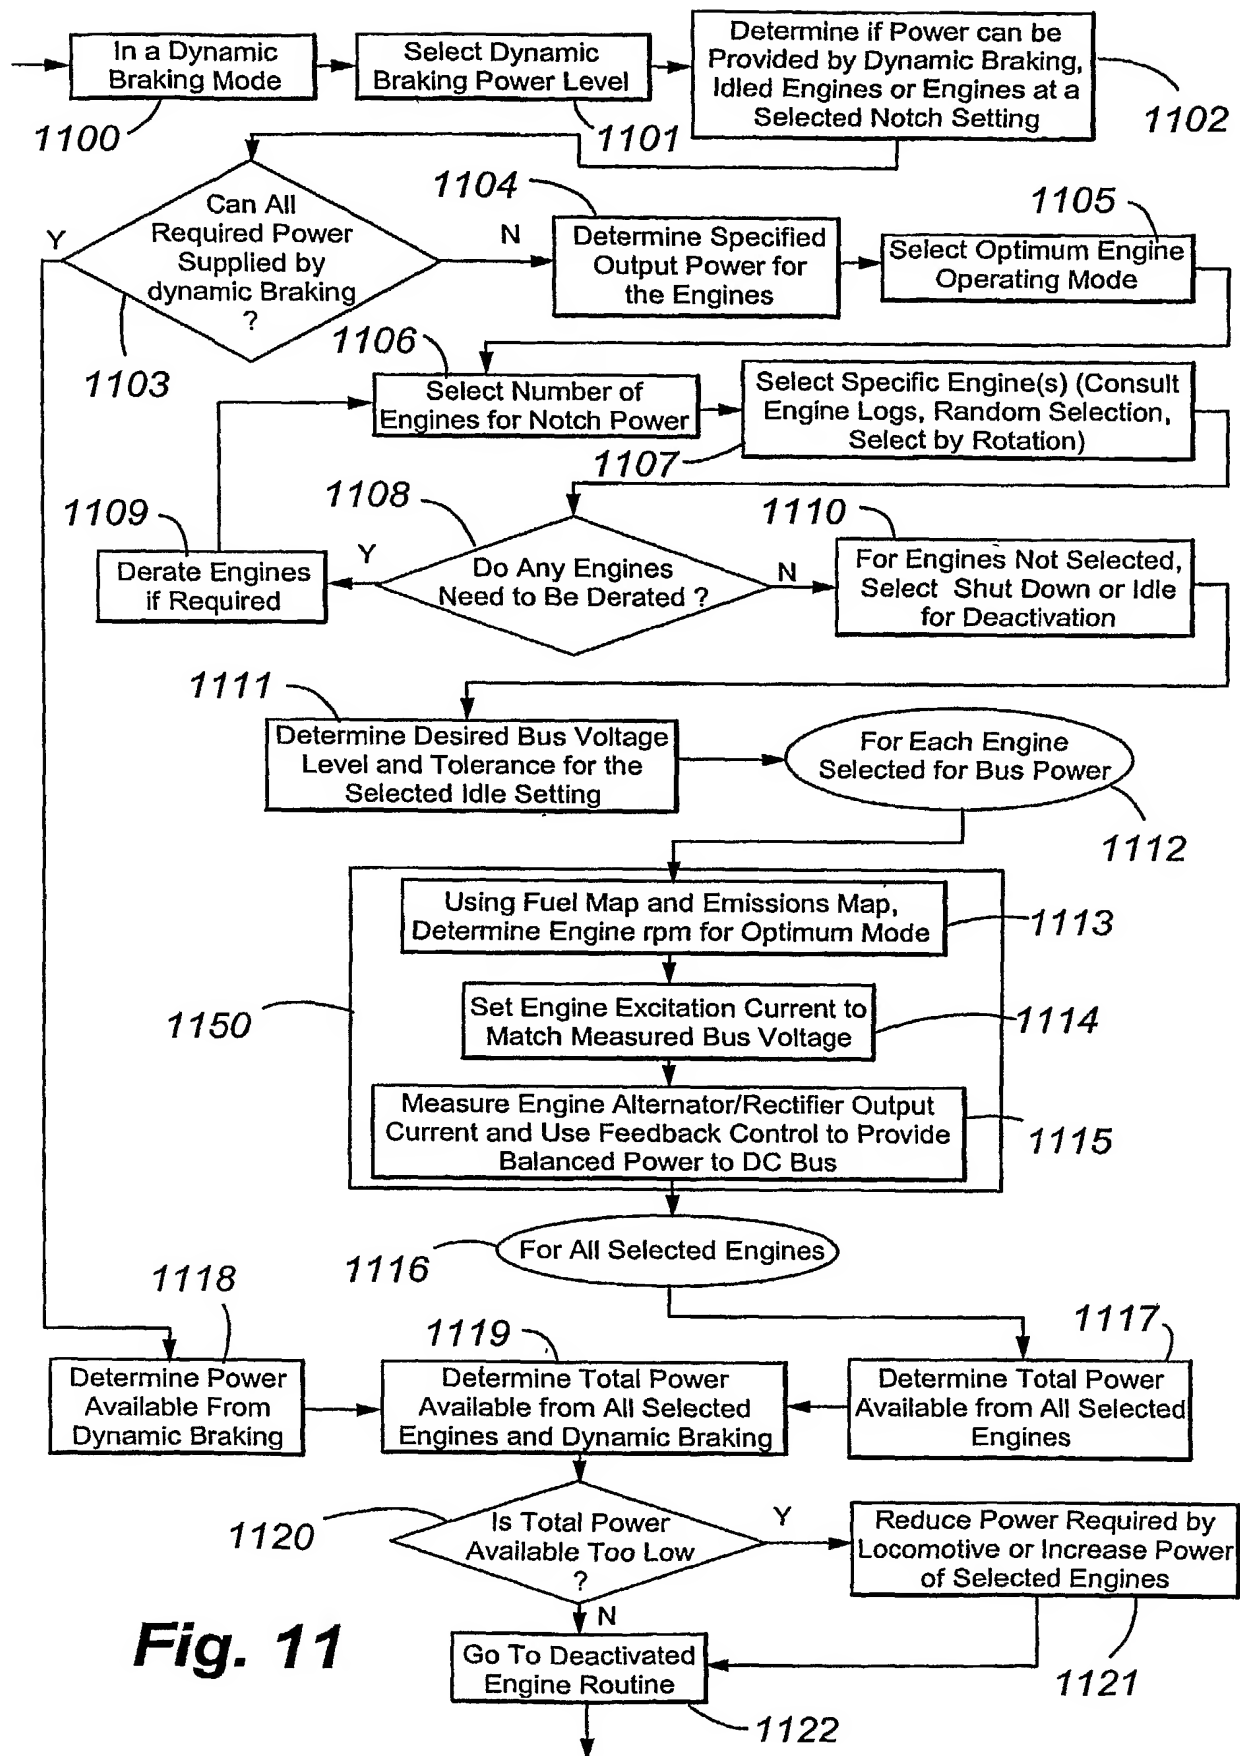 In a Dynamic
Braking Mode
1100
Select Dynamic
Braking Power Level
1101
Determine if Power can be
Provided by Dynamic Braking,
Idled Engines or Engines at a
Selected Notch Setting
1102
Can All
Required Power
Supplied by
dynamic Braking
?
Y
N
1103
1104
Determine Specified
Output Power for
the Engines
1105
Select Optimum Engine
Operating Mode
1106
Select Number of
Engines for Notch Power
Select Specific Engine(s) (Consult
Engine Logs, Random Selection,
Select by Rotation)
1107
1108
Do Any Engines
Need to Be Derated ?
Y
N
1109
Derate Engines
if Required
1110
For Engines Not Selected,
Select Shut Down or Idle
for Deactivation
1111
Determine Desired Bus Voltage
Level and Tolerance for the
Selected Idle Setting
For Each Engine
Selected for Bus Power
1112
Using Fuel Map and Emissions Map,
Determine Engine rpm for Optimum Mode
1113
1150
Set Engine Excitation Current to
Match Measured Bus Voltage
1114
Measure Engine Alternator/Rectifier Output
Current and Use Feedback Control to Provide
Balanced Power to DC Bus
1115
For All Selected Engines
1116
1118
Determine Power
Available From
Dynamic Braking
1119
Determine Total Power
Available from All Selected
Engines and Dynamic Braking
1117
Determine Total Power
Available from All Selected
Engines
1120
Is Total Power
Available Too Low
?
Y
N
Reduce Power Required by
Locomotive or Increase Power
of Selected Engines
1121
Go To Deactivated
Engine Routine
1122
Fig. 11